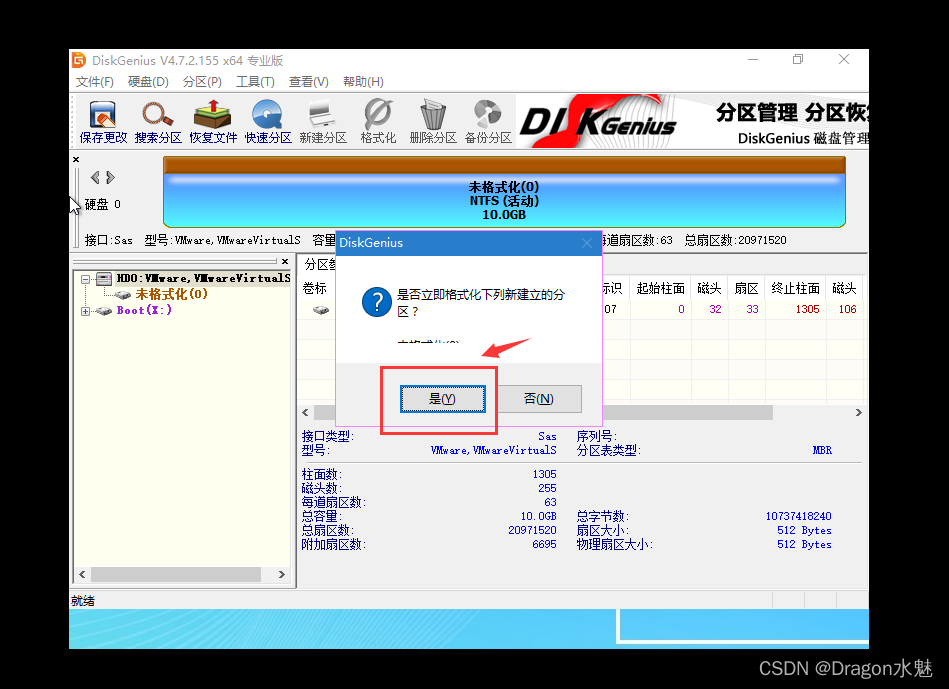 DiskGenius V4.7.2.155 x64 专业版
文件(F) 硬盘(D) 分区(P) 工具(T) 查看(V) 帮助(H)
保存更改 搜索分区 恢复文件 快速分区 新建分区 格式化 删除分区 备份分区
DISKGENIUS
分区管理 分区恢
DiskGenius 磁盘管理
硬盘 0
未格式化(0)
NTFS (活动)
10.0GB
接口:Sas 型号:VMware,VMwareVirtualS 容量 道扇区数:63 总扇区数:20971520
HD0:VMware,VMwareVirtualS
未格式化(0)
Boot(X:)
分区
卷标 标识 起始柱面 磁头 扇区 终止柱面 磁头
07 0 32 33 1305 106
DiskGenius
是否立即格式化下列新建立的分
区？
未格式化(0)
是(Y) 否(N)
接口类型: Sas 序列号:
型号: VMware,VMwareVirtualS 分区表类型: MBR
柱面数: 1305
磁头数: 255
每道扇区数: 63
总容量: 10.0GB 总字节数: 10737418240
总扇区数: 20971520 扇区大小: 512 Bytes
附加扇区数: 6695 物理扇区大小: 512 Bytes
就绪
CSDN @Dragon水魅